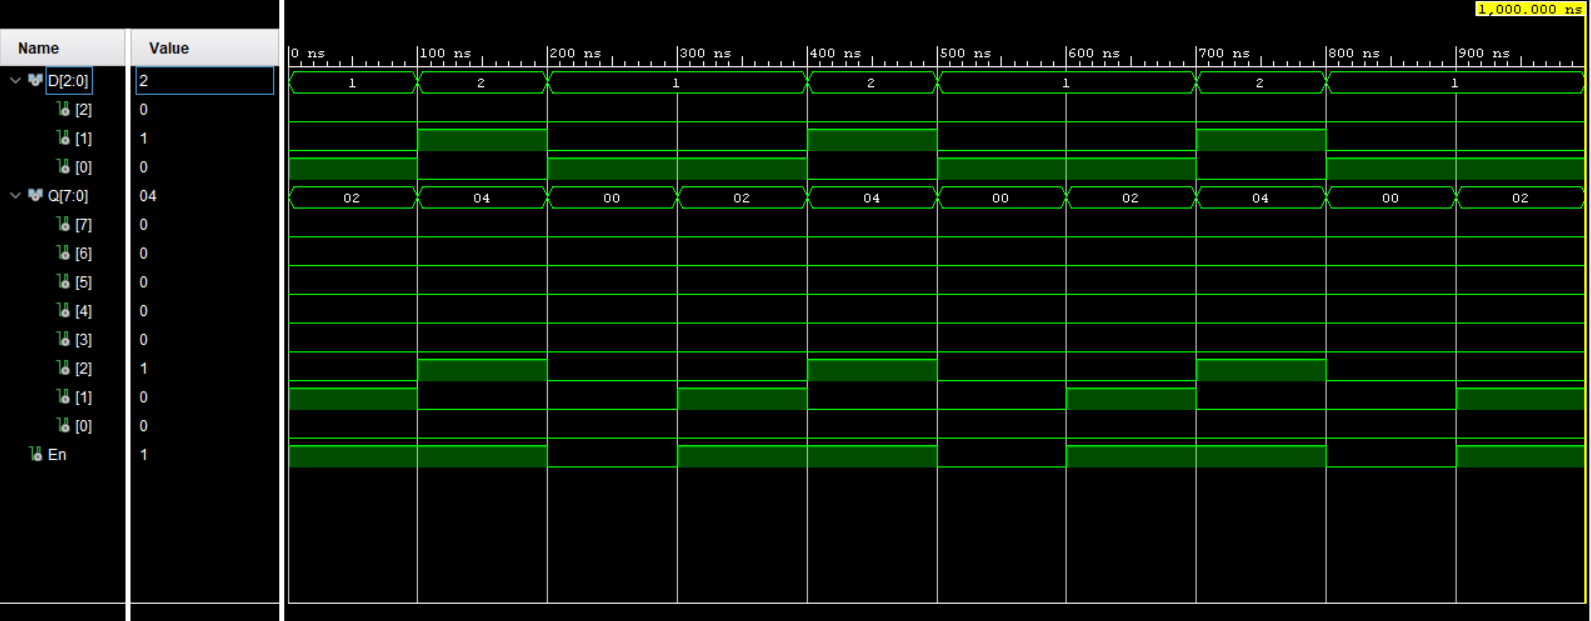 1,000.000 ns
Name Value
0 ns 100 ns 200 ns 300 ns 400 ns 500 ns 600 ns 700 ns 800 ns 900 ns
D[2:0] 2 1 2 1 2 1 2 1
[2] 0
[1] 1
[0] 0
Q[7:0] 04 02 04 00 02 04 00 02 04 00 02
[7] 0
[6] 0
[5] 0
[4] 0
[3] 0
[2] 1
[1] 0
[0] 0
En 1